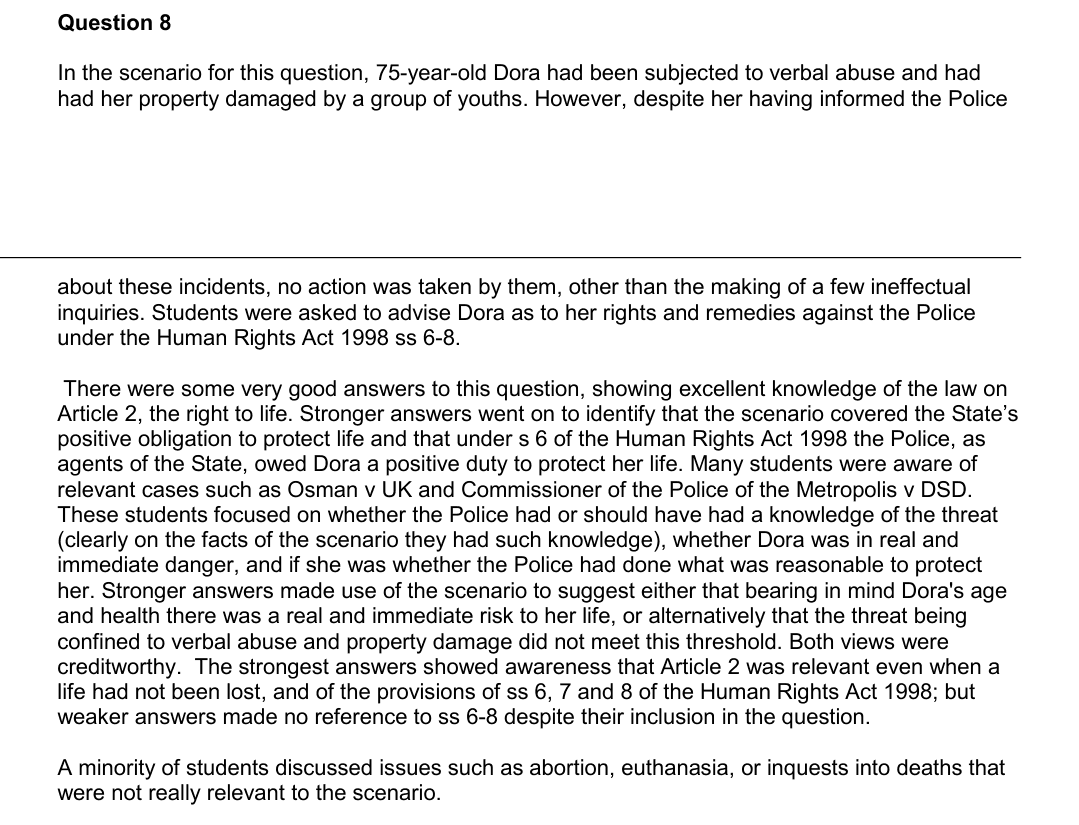 Question 8
In the scenario for this question, 75-year-old Dora had been subjected to verbal abuse and had
had her property damaged by a group of youths. However, despite her having informed the Police
about these incidents, no action was taken by them, other than the making of a few ineffectual
inquiries. Students were asked to advise Dora as to her rights and remedies against the Police
under the Human Rights Act 1998 ss 6-8.
There were some very good answers to this question, showing excellent knowledge of the law on
Article 2, the right to life. Stronger answers went on to identify that the scenario covered the State’s
positive obligation to protect life and that under s 6 of the Human Rights Act 1998 the Police, as
agents of the State, owed Dora a positive duty to protect her life. Many students were aware of
relevant cases such as Osman v UK and Commissioner of the Police of the Metropolis v DSD.
These students focused on whether the Police had or should have had a knowledge of the threat
(clearly on the facts of the scenario they had such knowledge), whether Dora was in real and
immediate danger, and if she was whether the Police had done what was reasonable to protect
her. Stronger answers made use of the scenario to suggest either that bearing in mind Dora's age
and health there was a real and immediate risk to her life, or alternatively that the threat being
confined to verbal abuse and property damage did not meet this threshold. Both views were
creditworthy.  The strongest answers showed awareness that Article 2 was relevant even when a
life had not been lost, and of the provisions of ss 6, 7 and 8 of the Human Rights Act 1998; but
weaker answers made no reference to ss 6-8 despite their inclusion in the question.
A minority of students discussed issues such as abortion, euthanasia, or inquests into deaths that
were not really relevant to the scenario.